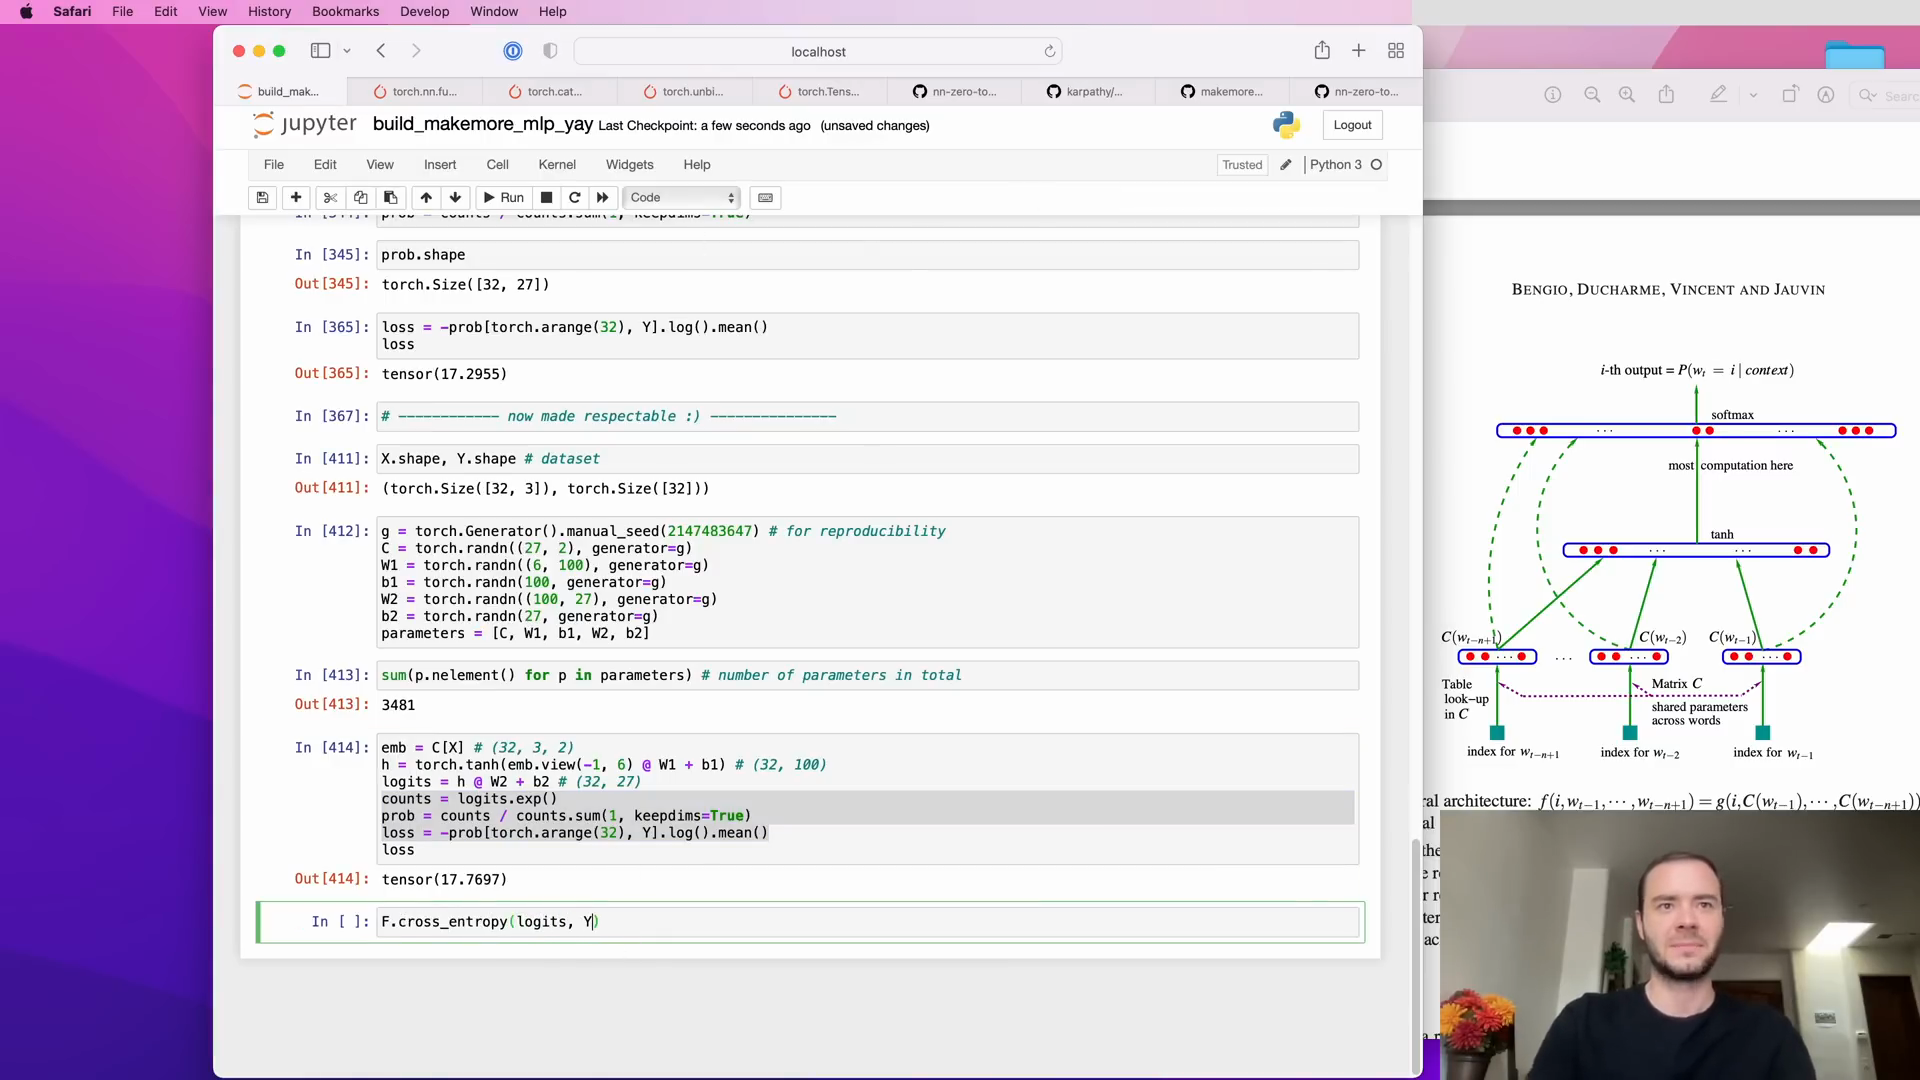 Safari File Edit View History Bookmarks Develop Window Help
localhost
build_mak... torch.nn.fu... torch.cat... torch.unbi... torch.Tens... nn-zero-to... karpathy/... makemore... nn-zero-to...
Searc
jupyter build_makemore_mlp_yay Last Checkpoint: a few seconds ago (unsaved changes) Logout
File Edit View Insert Cell Kernel Widgets Help Trusted Python 3
Run Code
prob = counts / counts.sum(1, keepdims=True)
In [345]: prob.shape
Out[345]: torch.Size([32, 27])
In [365]: loss = -prob[torch.arange(32), Y].log().mean()
loss
Out[365]: tensor(17.2955)
In [367]: # ------------ now made respectable :) ---------------
In [411]: X.shape, Y.shape # dataset
Out[411]: (torch.Size([32, 3]), torch.Size([32]))
In [412]: g = torch.Generator().manual_seed(2147483647) # for reproducibility
C = torch.randn((27, 2), generator=g)
W1 = torch.randn((6, 100), generator=g)
b1 = torch.randn(100, generator=g)
W2 = torch.randn((100, 27), generator=g)
b2 = torch.randn(27, generator=g)
parameters = [C, W1, b1, W2, b2]
In [413]: sum(p.nelement() for p in parameters) # number of parameters in total
Out[413]: 3481
In [414]: emb = C[X] # (32, 3, 2)
h = torch.tanh(emb.view(-1, 6) @ W1 + b1) # (32, 100)
logits = h @ W2 + b2 # (32, 27)
counts = logits.exp()
prob = counts / counts.sum(1, keepdims=True)
loss = -prob[torch.arange(32), Y].log().mean()
loss
Out[414]: tensor(17.7697)
In [ ]: F.cross_entropy(logits, Y)
BENGIO, DUCHARME, VINCENT AND JAUVIN
i-th output = P(w_t = i | context)
softmax
... ... ...
most computation here
tanh
... ...
C(w_{t-n+1}) C(w_{t-2}) C(w_{t-1})
... ... ... ...
Table
look-up
in C
Matrix C
shared parameters
across words
index for w_{t-n+1} index for w_{t-2} index for w_{t-1}
ral architecture: f(i, w_{t-1}, ··· , w_{t-n+1}) = g(i, C(w_{t-1}), ··· , C(w_{t-n+1}))
al
the